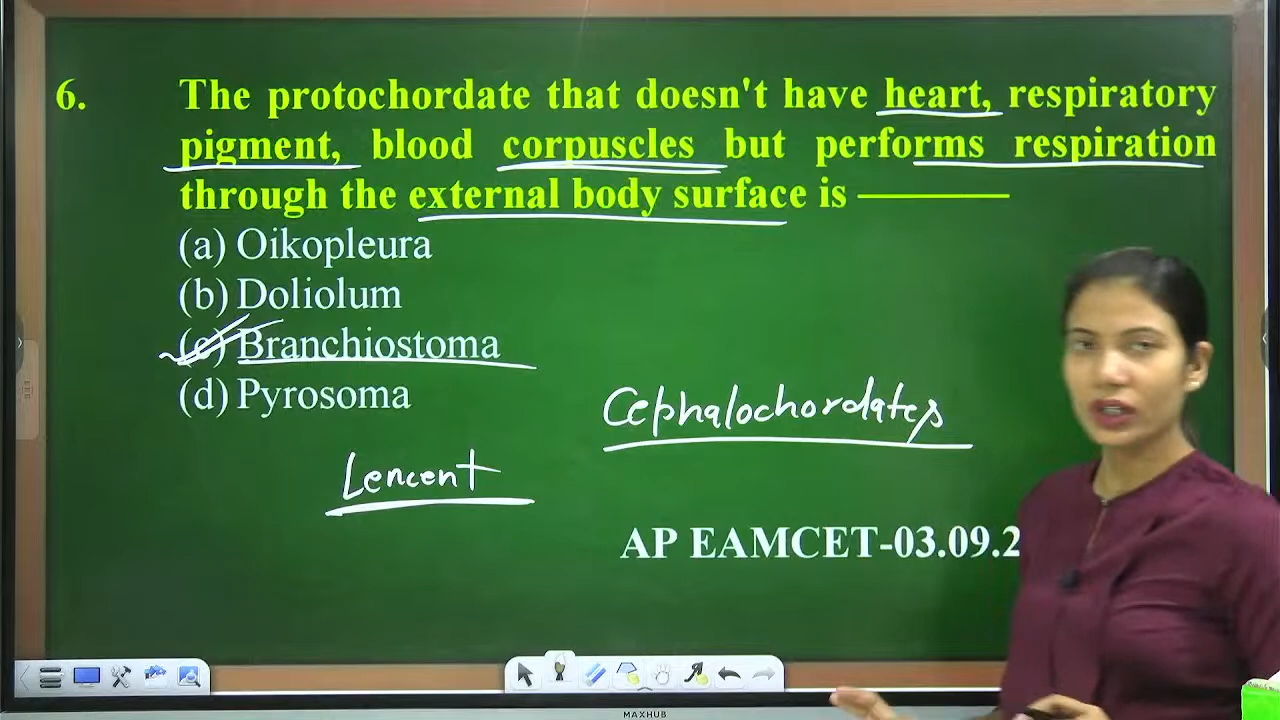 6. The protochordate that doesn't have heart, respiratory
pigment, blood corpuscles but performs respiration
through the external body surface is ———
(a) Oikopleura
(b) Doliolum
(c) Branchiostoma
(d) Pyrosoma
Cephalochordates
Lencent
AP EAMCET-03.09.2
MAXHUB